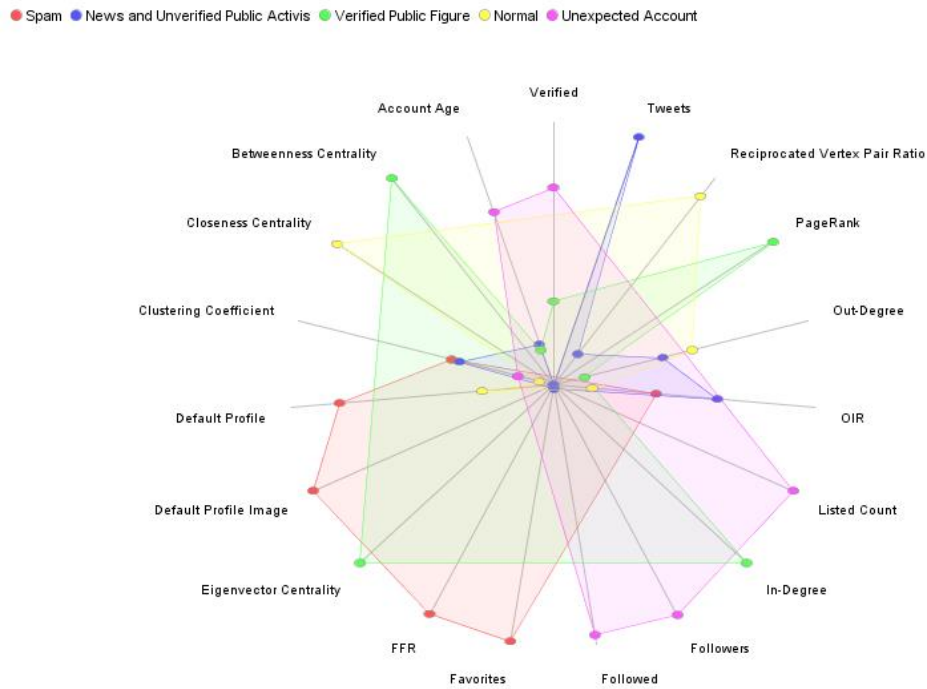 Spam News and Unverified Public Activis Verified Public Figure Normal Unexpected Account
Verified
Account Age
Tweets
Betweenness Centrality
Reciprocated Vertex Pair Ratio
Closeness Centrality
PageRank
Clustering Coefficient
Out-Degree
Default Profile
OIR
Default Profile Image
Listed Count
Eigenvector Centrality
In-Degree
FFR
Followers
Favorites
Followed